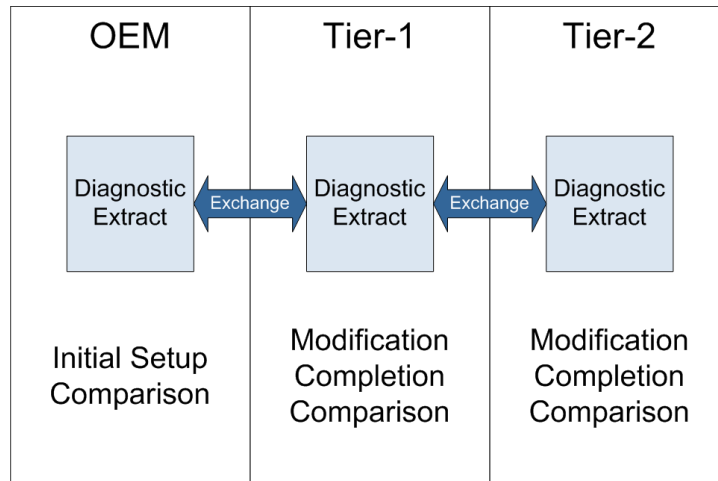 OEM
Tier-1
Tier-2
Diagnostic
Extract
Exchange
Diagnostic
Extract
Exchange
Diagnostic
Extract
Initial Setup
Comparison
Modification
Completion
Comparison
Modification
Completion
Comparison